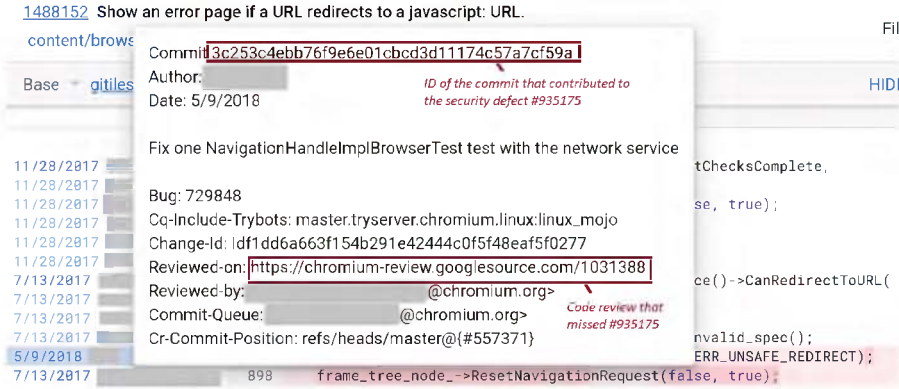 1488152 Show an error page if a URL redirects to a javascript: URL.
content/brows
Fil
Base
gitiles
HIDE
Commit 3c253c4ebb76f9e6e01cbcd3d11174c57a7cf59a
Author:
ID of the commit that contributed to
the security defect #935175
Date: 5/9/2018
Fix one NavigationHandleImplBrowserTest test with the network service
Bug: 729848
Cq-Include-Trybots: master.tryserver.chromium.linux:linux_mojo
Change-Id: Idf1dd6a663f154b291e42444c0f5f48eaf5f0277
Reviewed-on: https://chromium-review.googlesource.com/1031388
Reviewed-by: @chromium.org>
Code review that
missed #935175
Commit-Queue: @chromium.org>
Cr-Commit-Position: refs/heads/master@{#557371}
11/28/2017 tChecksComplete,
11/28/2017
11/28/2017 se, true);
11/28/2017
11/28/2017
11/28/2017
7/13/2017 ce()->CanRedirectToURL(
7/13/2017
7/13/2017
7/13/2017 nvalid_spec();
5/9/2018 ERR_UNSAFE_REDIRECT);
7/13/2017 898 frame_tree_node_->ResetNavigationRequest(false, true);